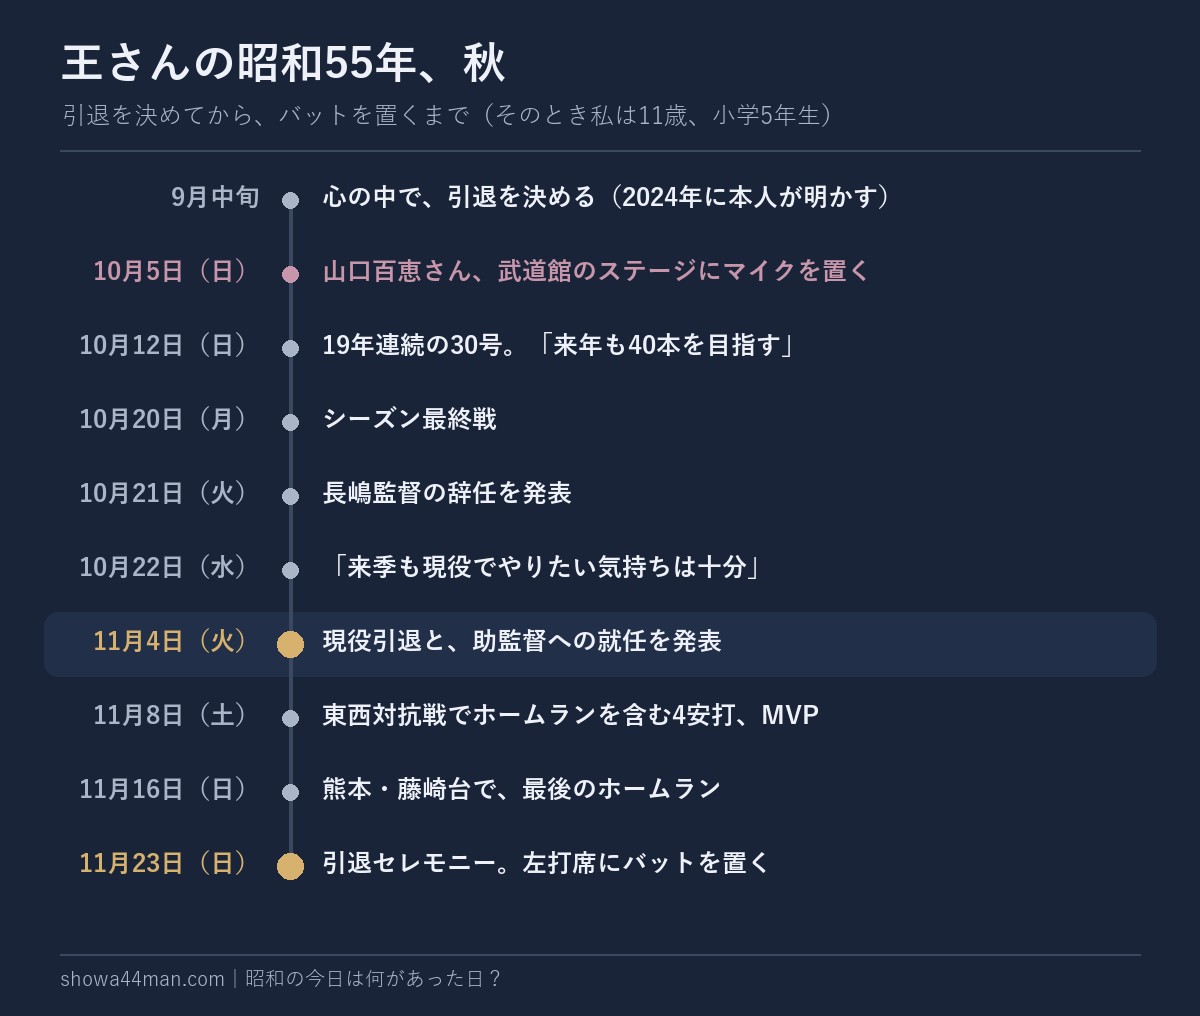 王さんの昭和55年、秋
引退を決めてから、バットを置くまで（そのとき私は11歳、小学5年生）
9月中旬 心の中で、引退を決める（2024年に本人が明かす）
10月5日（日） 山口百恵さん、武道館のステージにマイクを置く
10月12日（日） 19年連続の30号。「来年も40本を目指す」
10月20日（月） シーズン最終戦
10月21日（火） 長嶋監督の辞任を発表
10月22日（水） 「来季も現役でやりたい気持ちは十分」
11月4日（火） 現役引退と、助監督への就任を発表
11月8日（土） 東西対抗戦でホームランを含む4安打、MVP
11月16日（日） 熊本・藤崎台で、最後のホームラン
11月23日（日） 引退セレモニー。左打席にバットを置く
showa44man.com｜昭和の今日は何があった日？